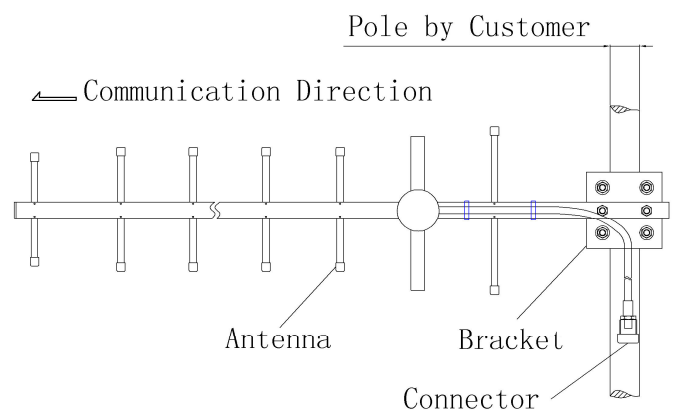 Pole by Customer
Communication Direction
Antenna
Bracket
Connector